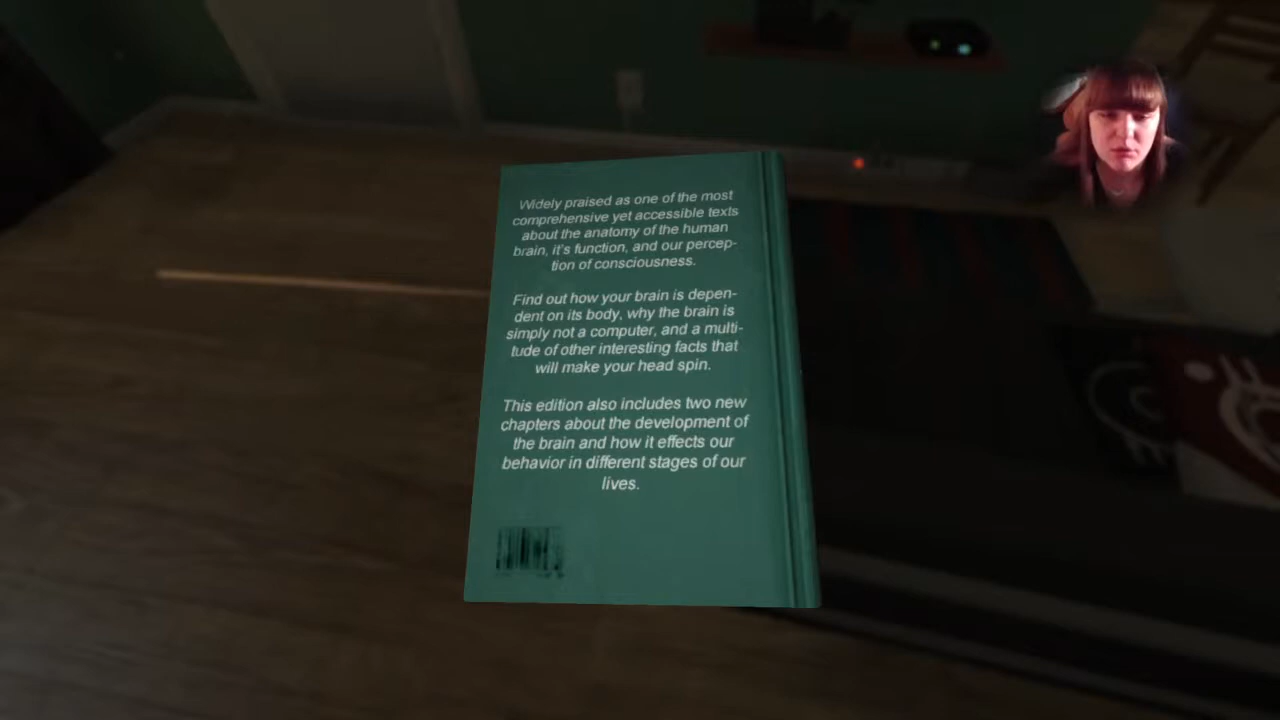 Widely praised as one of the most
comprehensive yet accessible texts
about the anatomy of the human
brain, it's function, and our percep-
tion of consciousness.
Find out how your brain is depen-
dent on its body, why the brain is
simply not a computer, and a multi-
tude of other interesting facts that
will make your head spin.
This edition also includes two new
chapters about the development of
the brain and how it effects our
behavior in different stages of our
lives.